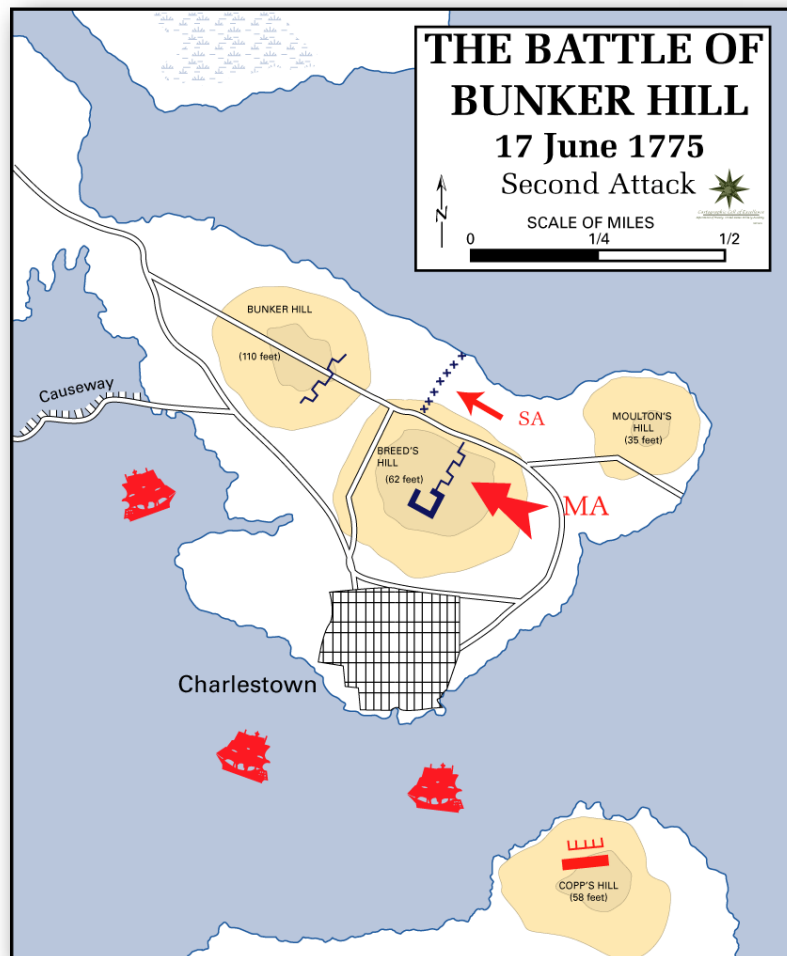 THE BATTLE OF
BUNKER HILL
17 June 1775
Second Attack
N
SCALE OF MILES
0 1/4 1/2
BUNKER HILL
(110 feet)
Causeway
SA
MOULTON'S
HILL
(35 feet)
BREED'S
HILL
(62 feet)
MA
Charlestown
COPP'S HILL
(58 feet)